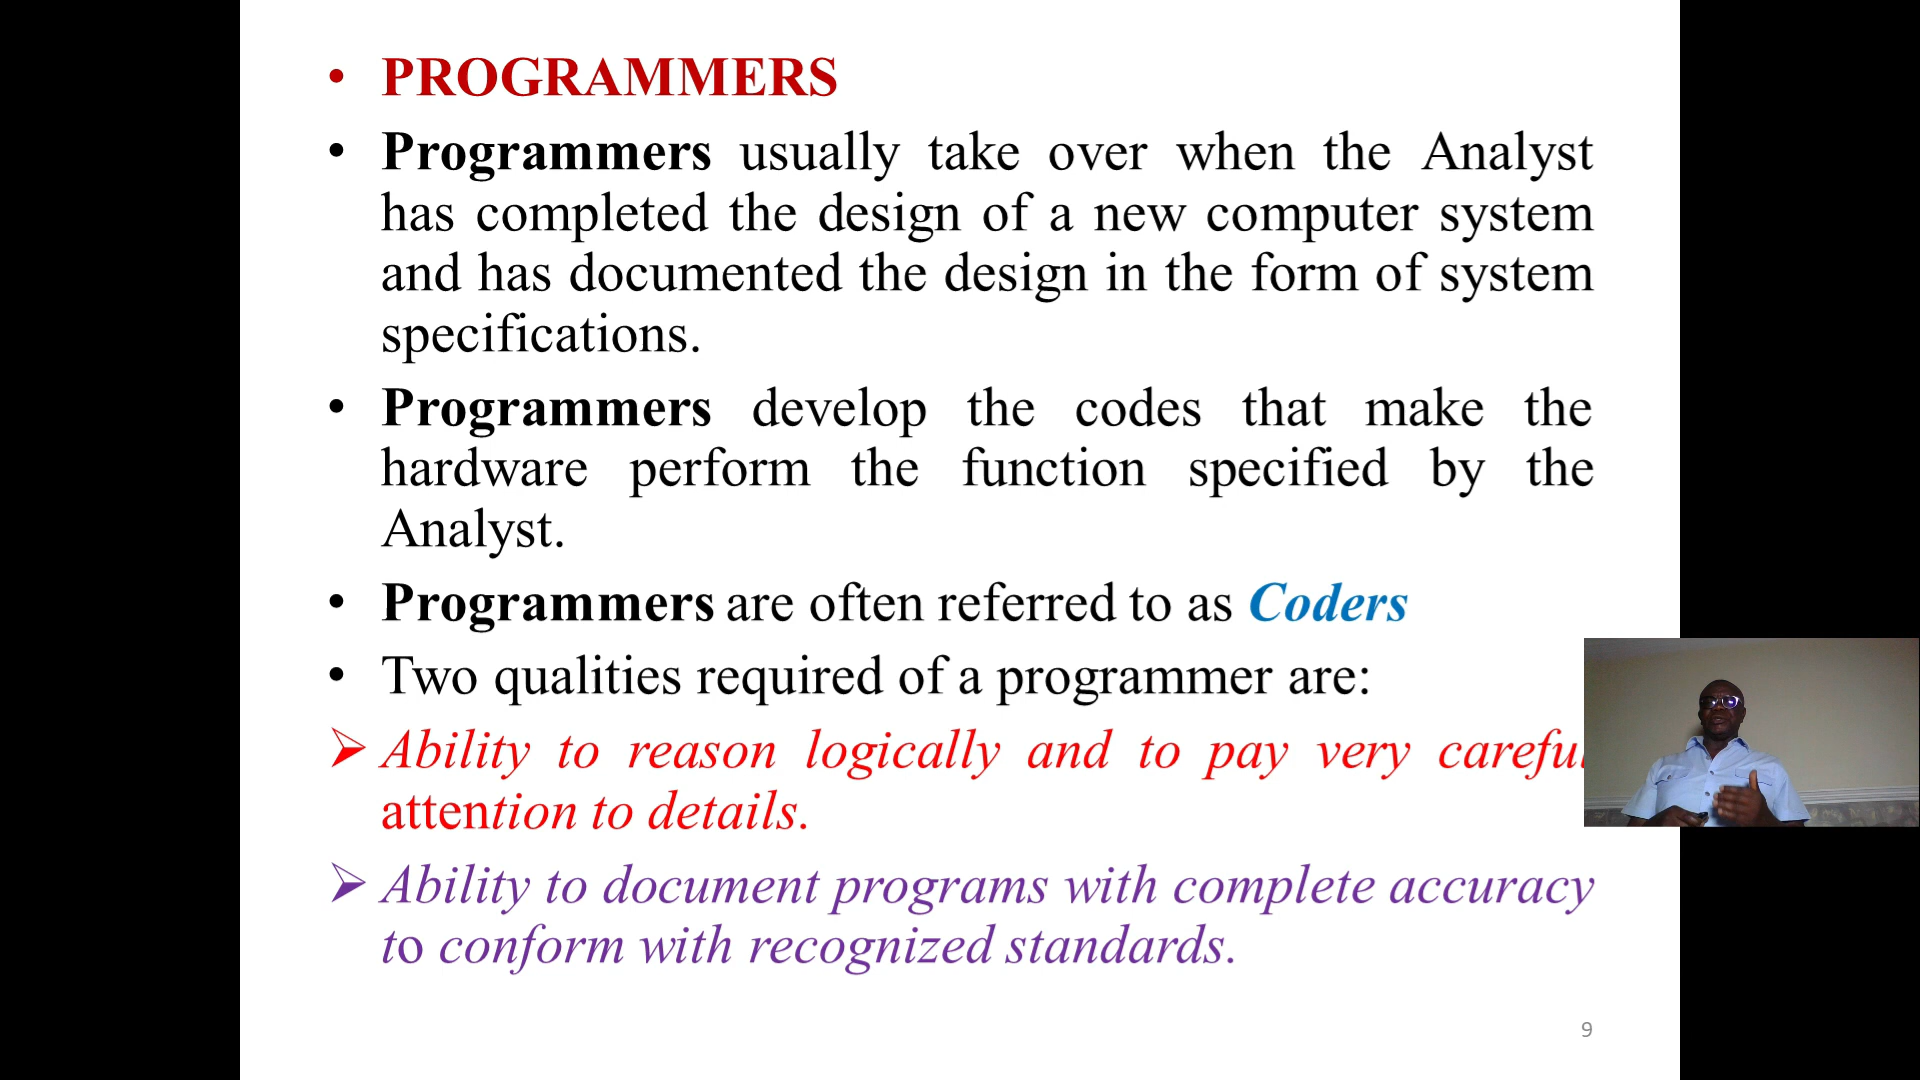 • PROGRAMMERS
• Programmers usually take over when the Analyst
has completed the design of a new computer system
and has documented the design in the form of system
specifications.
• Programmers develop the codes that make the
hardware perform the function specified by the
Analyst.
• Programmers are often referred to as Coders
• Two qualities required of a programmer are:
➢ Ability to reason logically and to pay very careful
attention to details.
➢ Ability to document programs with complete accuracy
to conform with recognized standards.
9